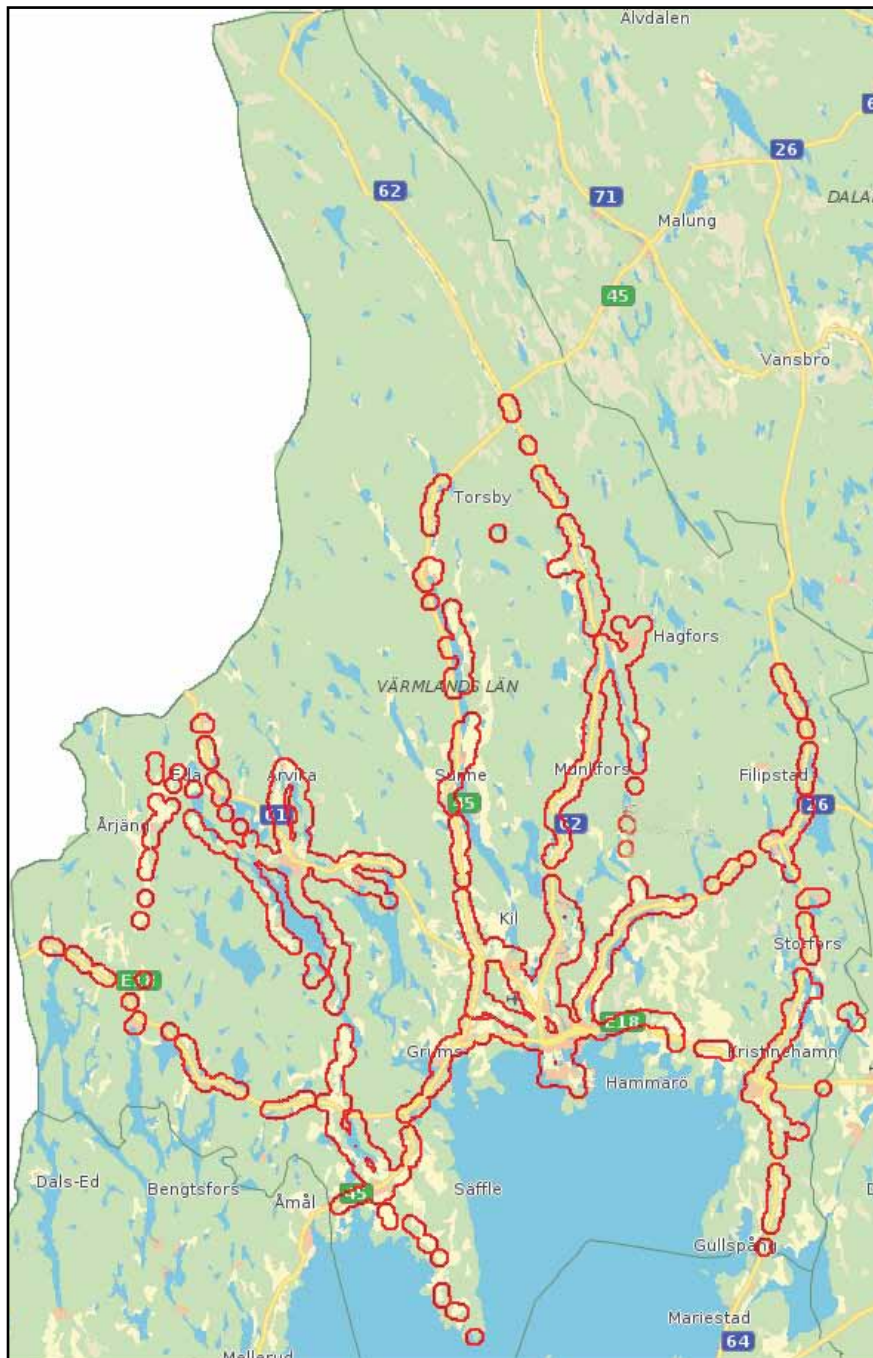 Älvdalen
26
62
71
DALA
Malung
45
Vansbro
Torsby
Hagfors
VÄRMLANDS LÄN
Eda
Arvika
Sunne
Munkfors
Filipstad
45
26
Årjäng
61
62
Kil
Storfors
E18
E18
Grums
Kristinehamn
Hammarö
Dals-Ed
Bengtsfors
45
Säffle
Åmål
Gullspång
Mariestad
64
Mellerud